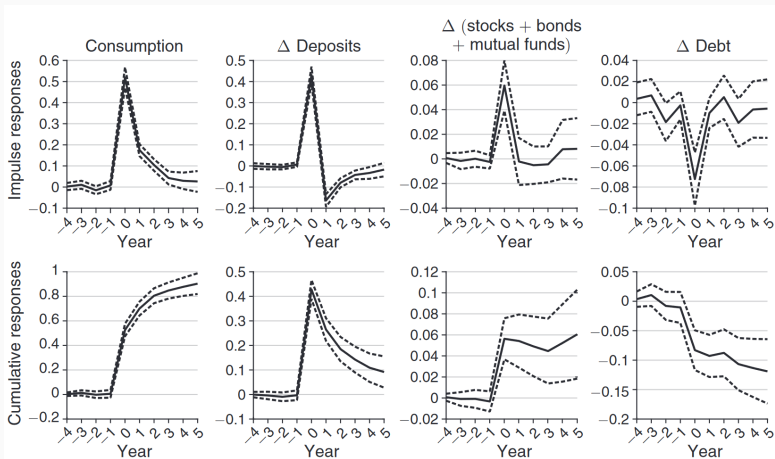 Consumption
0.6
0.5
0.4
0.3
0.2
0.1
0
−0.1
−4 −3 −2 −1 0 1 2 3 4 5
Year
Impulse responses
Δ Deposits
0.5
0.4
0.3
0.2
0.1
0
−0.1
−0.2
−4 −3 −2 −1 0 1 2 3 4 5
Year
Δ (stocks + bonds
+ mutual funds)
0.08
0.06
0.04
0.02
0
−0.02
−0.04
−4 −3 −2 −1 0 1 2 3 4 5
Year
Δ Debt
0.04
0.02
0
−0.02
−0.04
−0.06
−0.08
−0.1
−4 −3 −2 −1 0 1 2 3 4 5
Year
Cumulative responses
1
0.8
0.6
0.4
0.2
0
−0.2
−4 −3 −2 −1 0 1 2 3 4 5
Year
0.5
0.4
0.3
0.2
0.1
0
−0.1
−4 −3 −2 −1 0 1 2 3 4 5
Year
0.12
0.10
0.08
0.06
0.04
0.02
0
−0.02
−4 −3 −2 −1 0 1 2 3 4 5
Year
0.05
0
−0.05
−0.1
−0.15
−0.2
−4 −3 −2 −1 0 1 2 3 4 5
Year